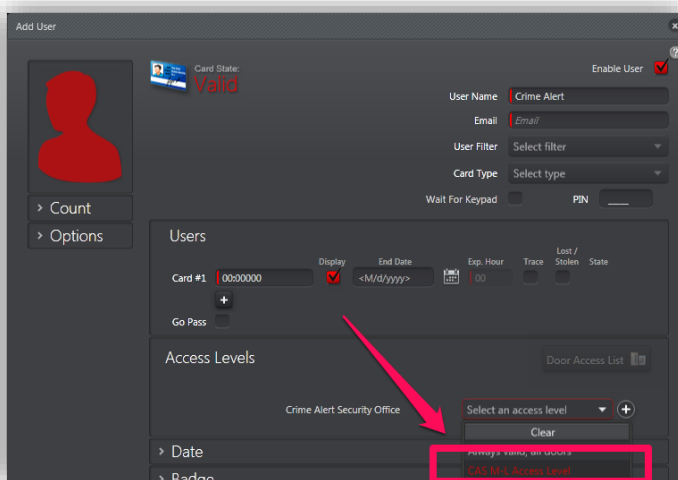 Add User
Card State:
Valid
Enable User
User Name Crime Alert
Email Email
User Filter Select filter
Card Type Select type
Wait For Keypad PIN ____
> Count
> Options
Users
Display End Date Exp. Hour Trace Lost / Stolen State
Card #1 00:00000 <M/d/yyyy> 00
+
Go Pass
Access Levels
Door Access List
Crime Alert Security Office Select an access level +
Clear
> Date
Always valid, all doors
CAS M-L Access Level
> Badge